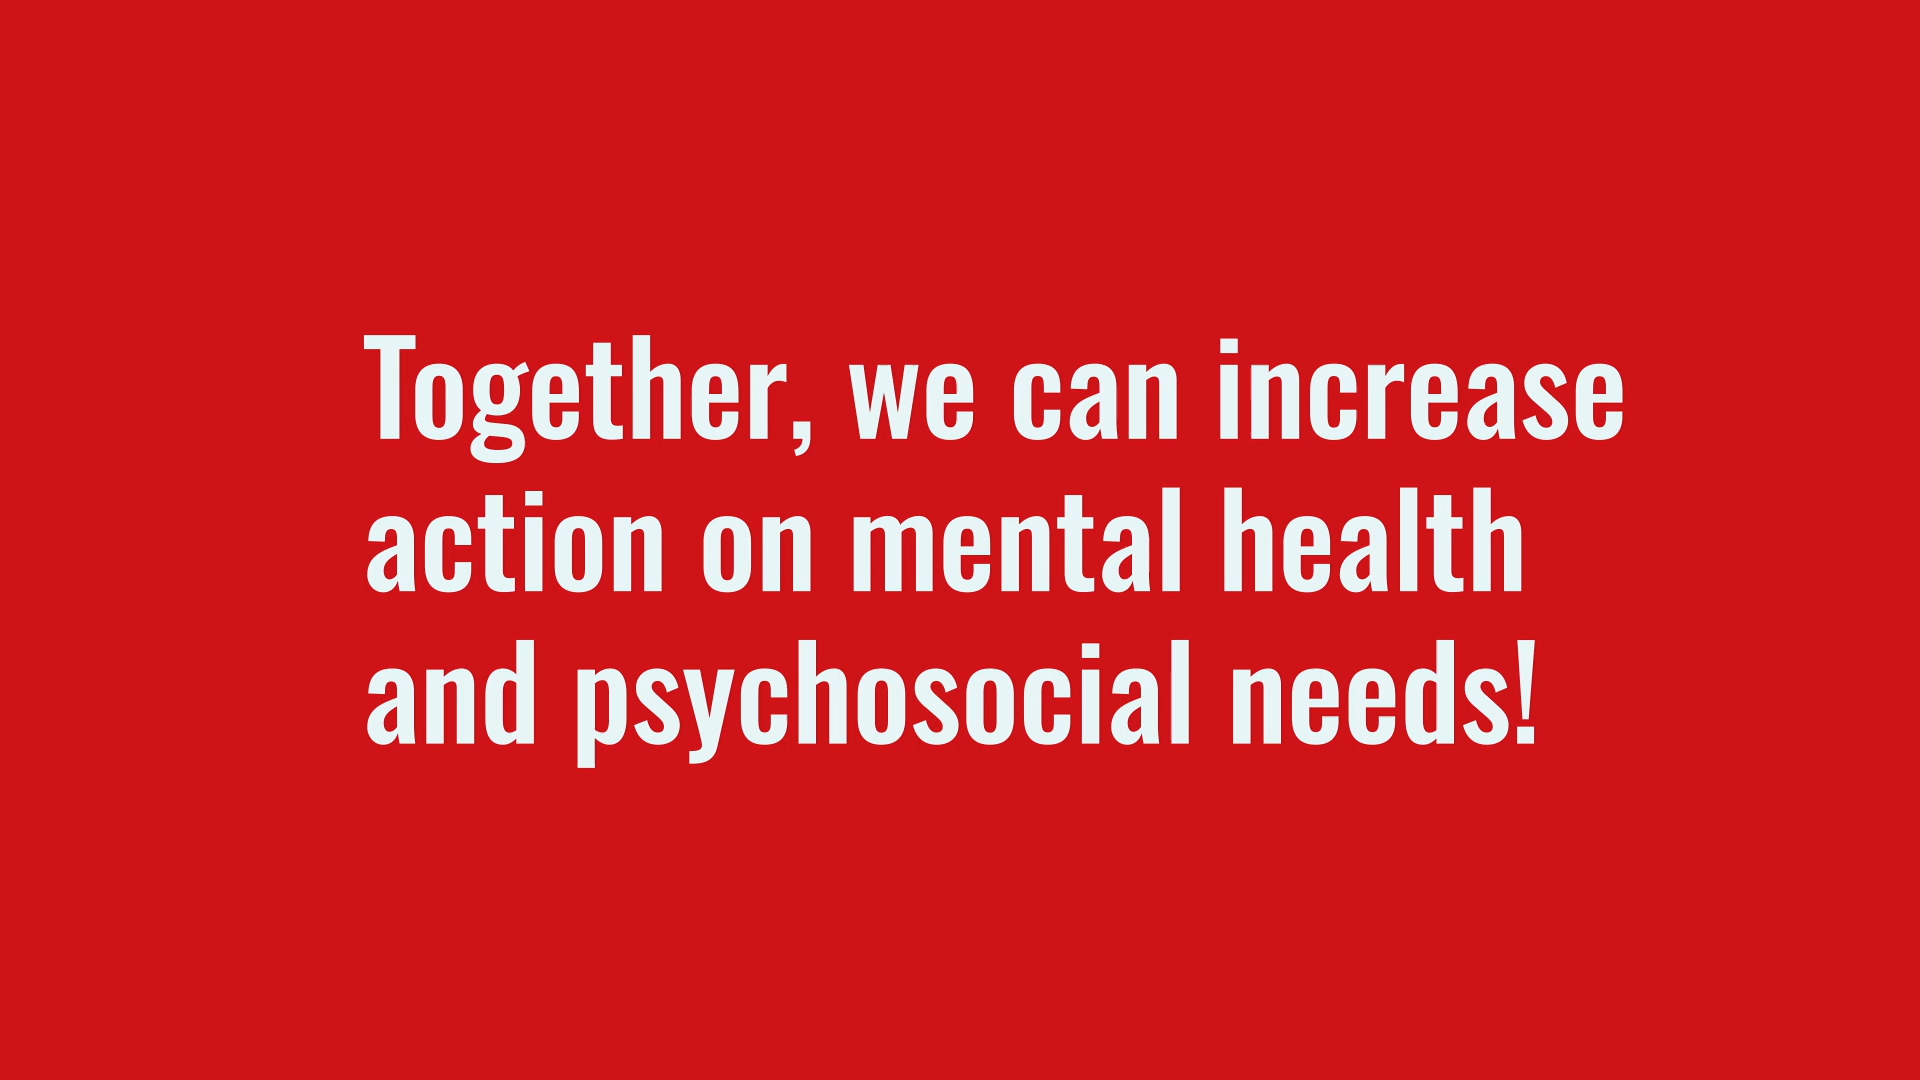 Together, we can increase
action on mental health
and psychosocial needs!